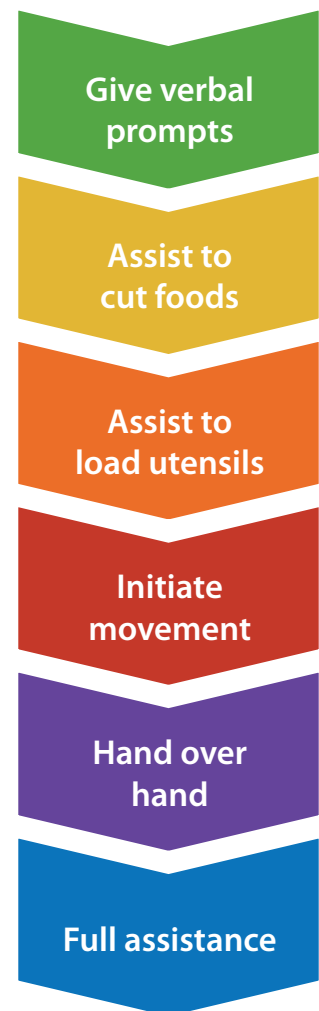 Give verbal
prompts
Assist to
cut foods
Assist to
load utensils
Initiate
movement
Hand over
hand
Full assistance